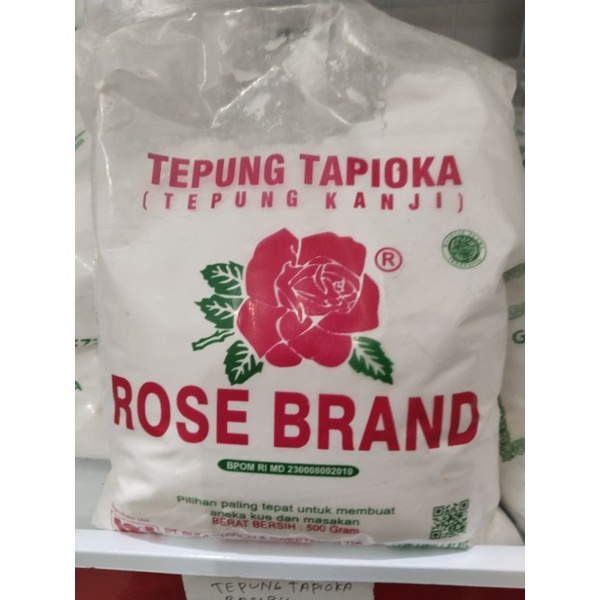 TEPUNG TAPIOKA
( TEPUNG KANJI )
®
ROSE BRAND
BPOM RI MD 230008002010
Pilihan paling tepat untuk membuat
aneka kue dan masakan
BERAT BERSIH : 500 Gram
TEPUNG TAPIOKA